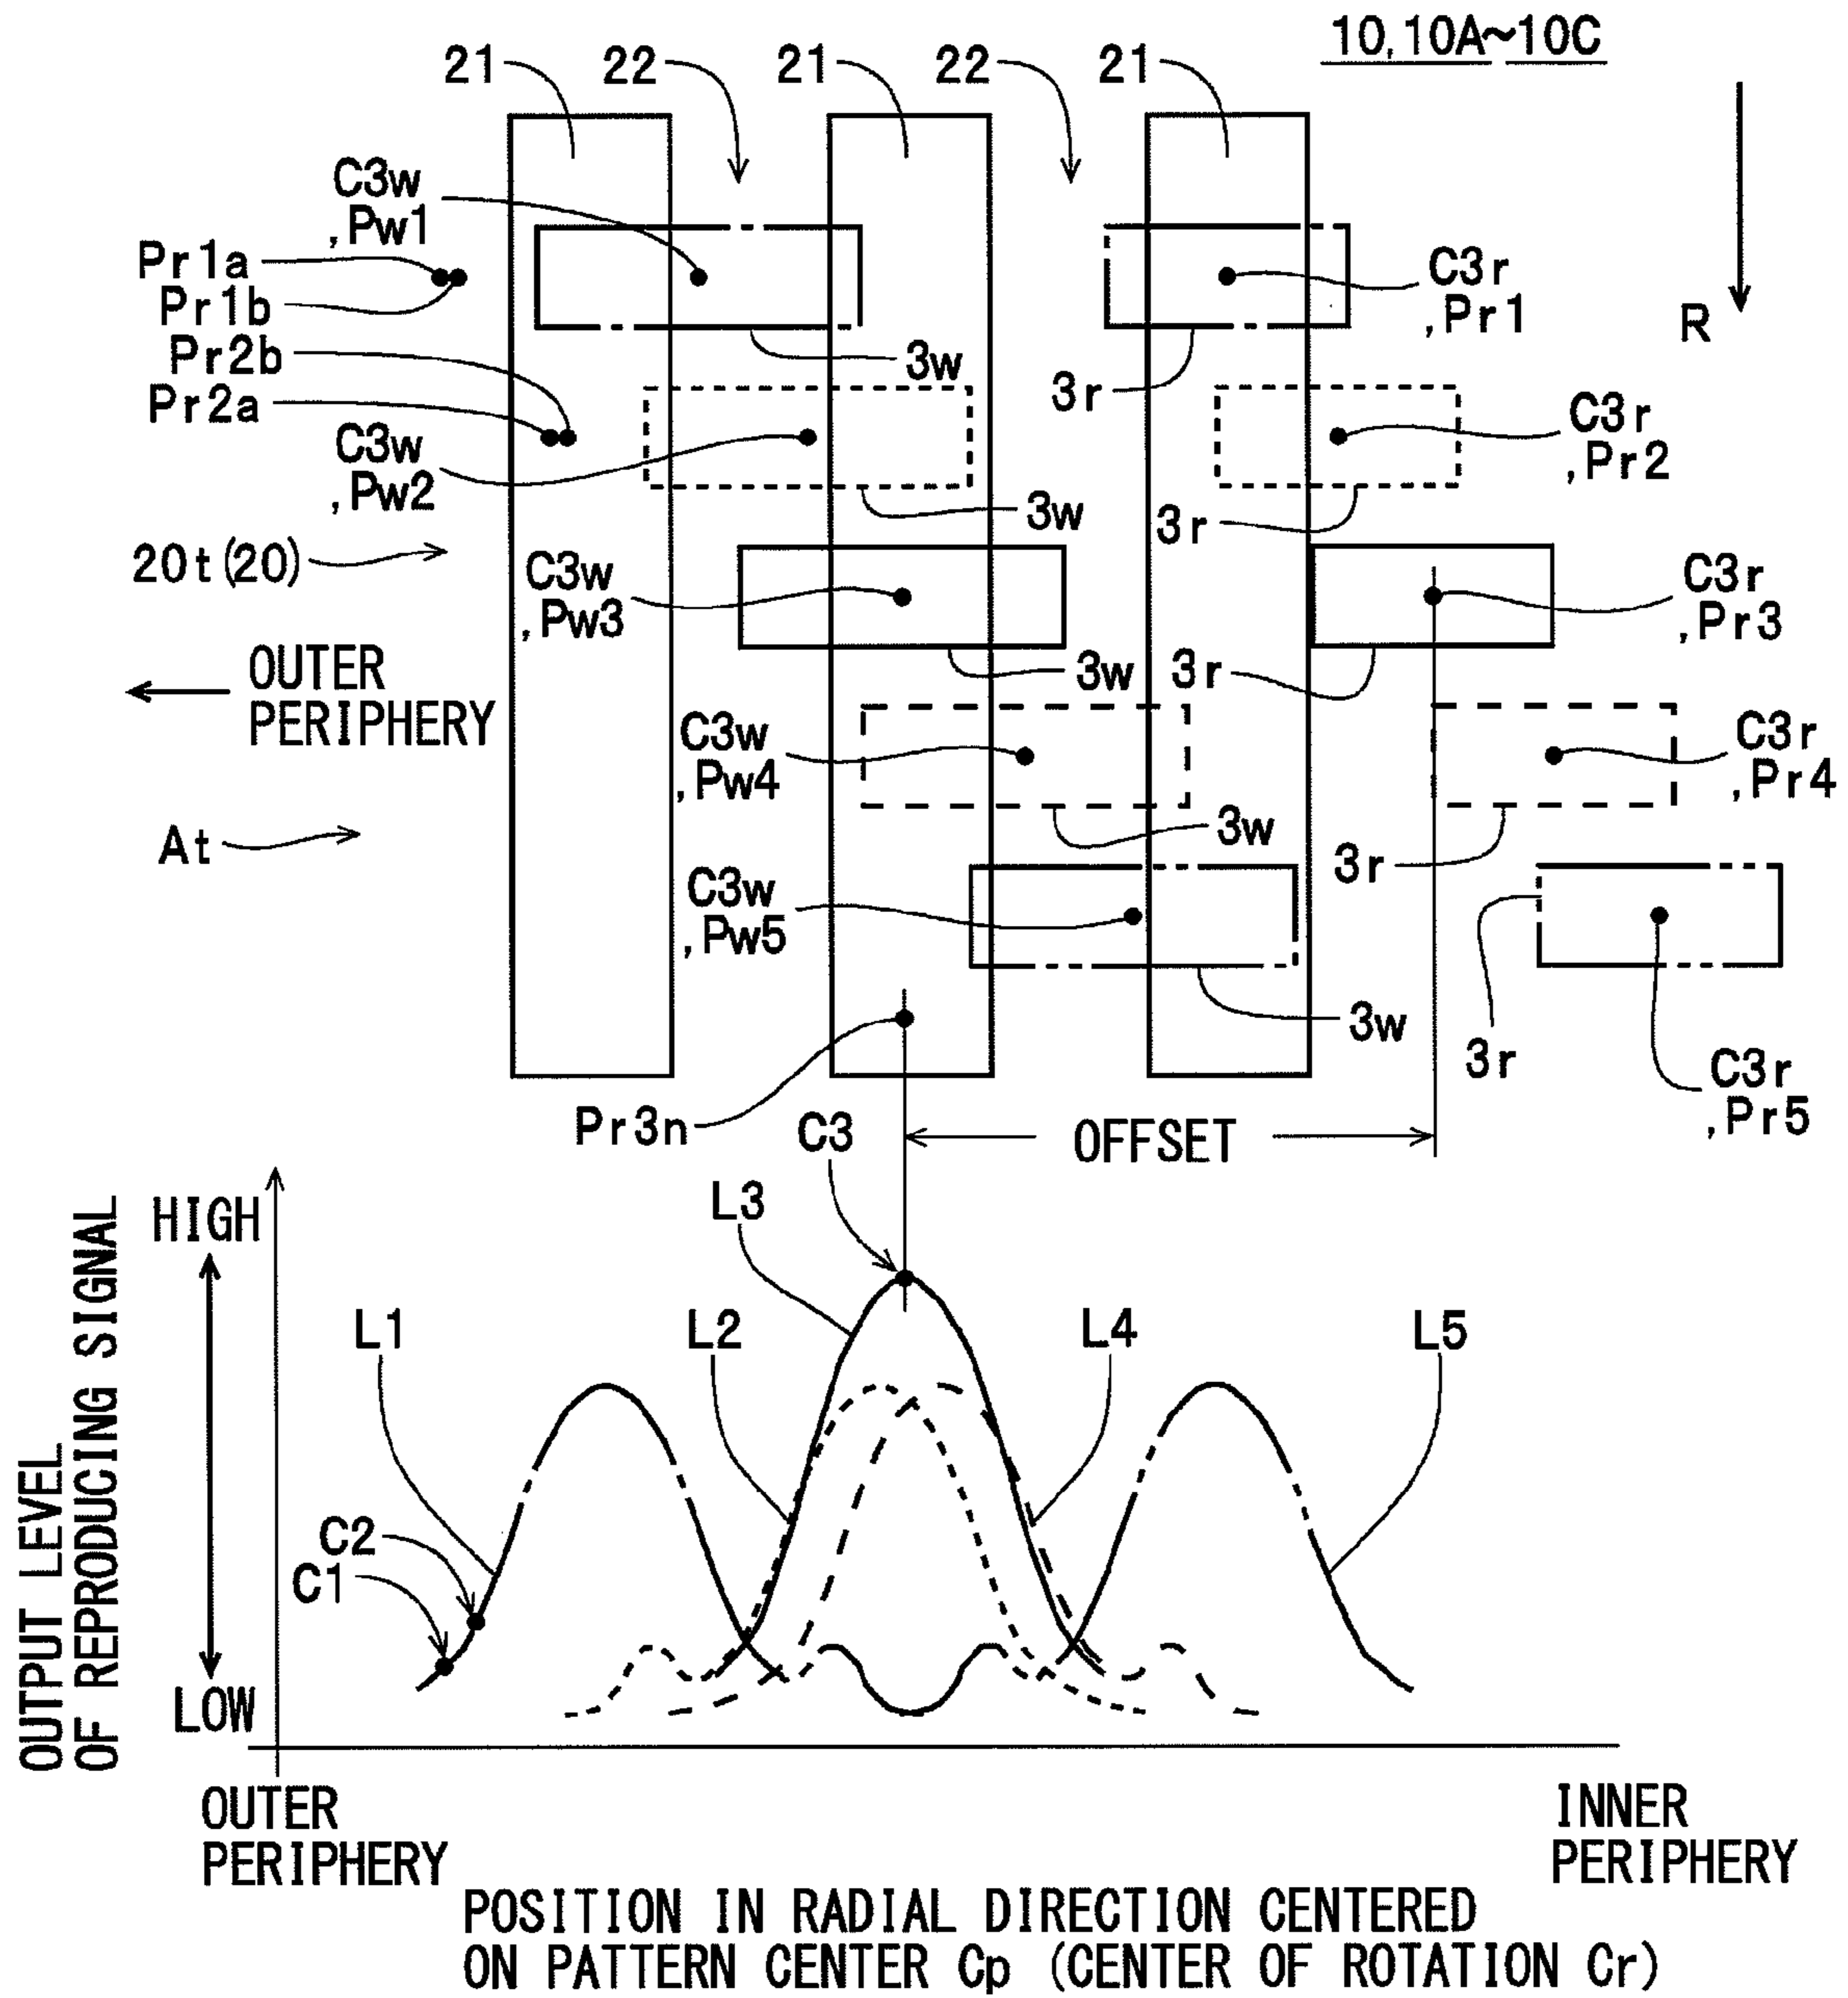 10,10A~10C
21
22
21
22
21
C3w
,Pw1
Pr1a
Pr1b
Pr2b
Pr2a
C3r
,Pr1
R
3w
3r
C3w
,Pw2
C3r
,Pr2
3w
3r
20t(20)
C3w
,Pw3
C3r
,Pr3
OUTER
PERIPHERY
3w
3r
C3w
,Pw4
C3r
,Pr4
At
3w
3r
C3w
,Pw5
3w
3r
C3r
,Pr5
Pr3n
C3
OFFSET
OUTPUT LEVEL
OF REPRODUCING SIGNAL
HIGH
LOW
L3
L1
L2
L4
L5
C2
C1
OUTER
PERIPHERY
INNER
PERIPHERY
POSITION IN RADIAL DIRECTION CENTERED
ON PATTERN CENTER Cp (CENTER OF ROTATION Cr)